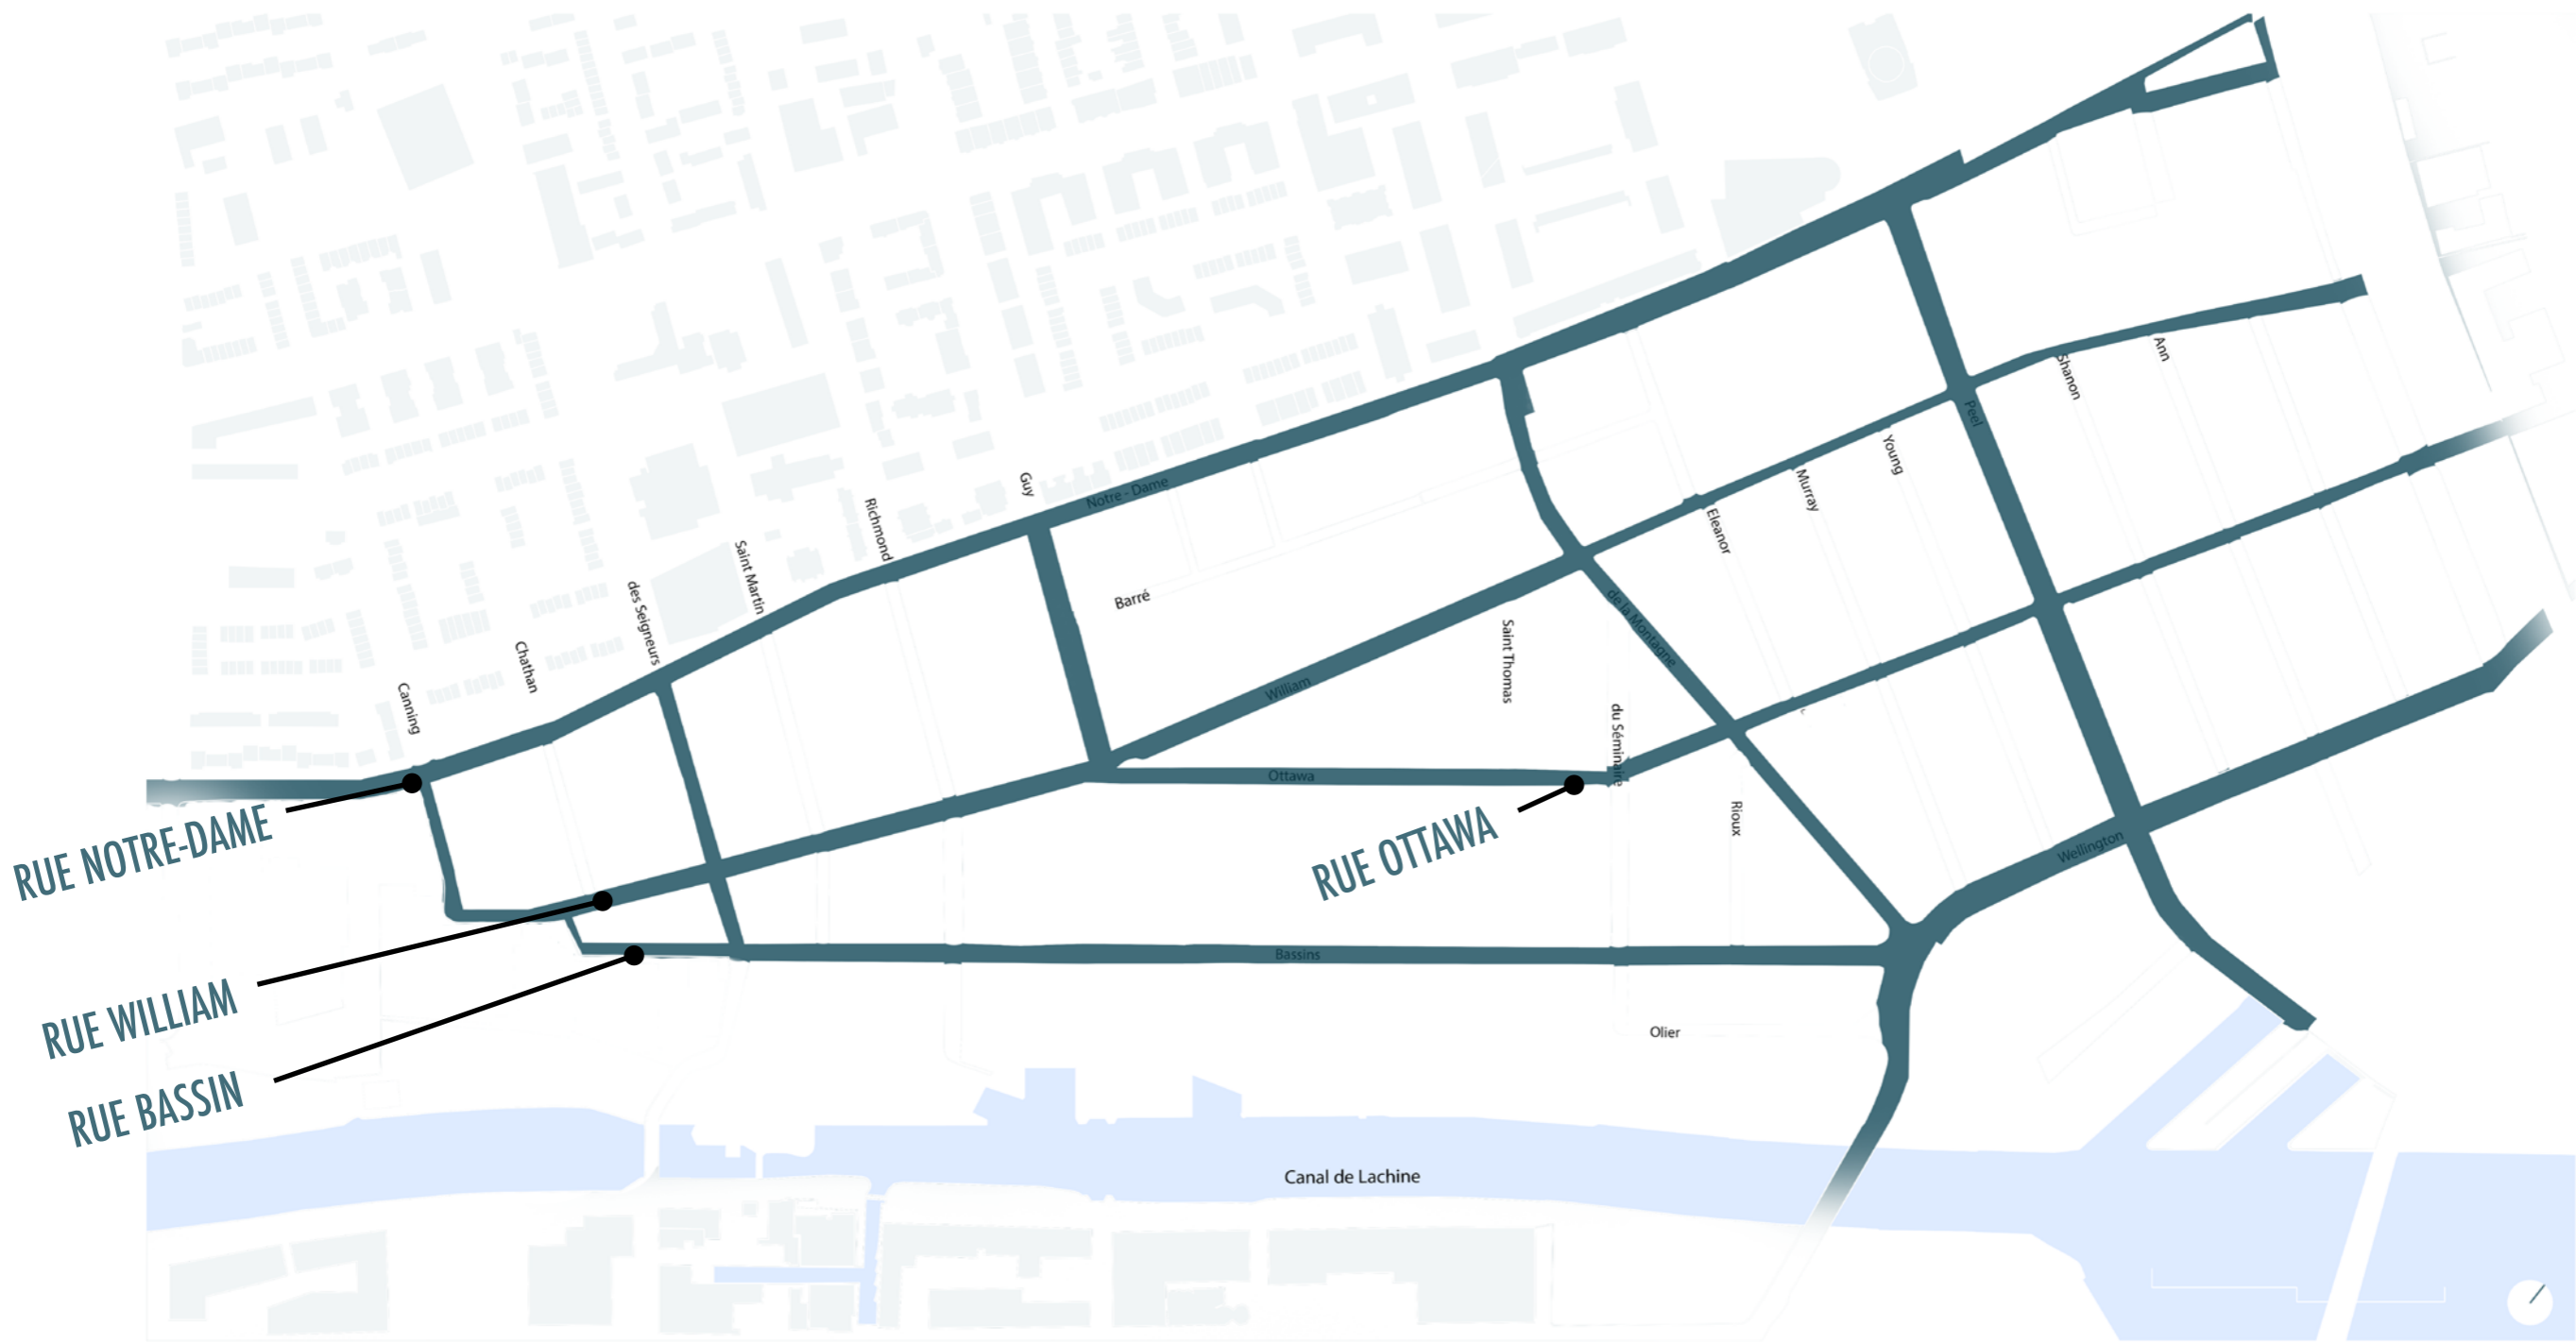 Ann
Shanon
Peel
Young
Murray
Guy
Notre - Dame
Richmond
Eleanor
Saint Martin
des Seigneurs
Barré
de la Montagne
Saint Thomas
Chathan
Canning
William
du Séminaire
Ottawa
RUE NOTRE-DAME
RUE OTTAWA
Rioux
Wellington
Bassins
RUE WILLIAM
Olier
RUE BASSIN
Canal de Lachine